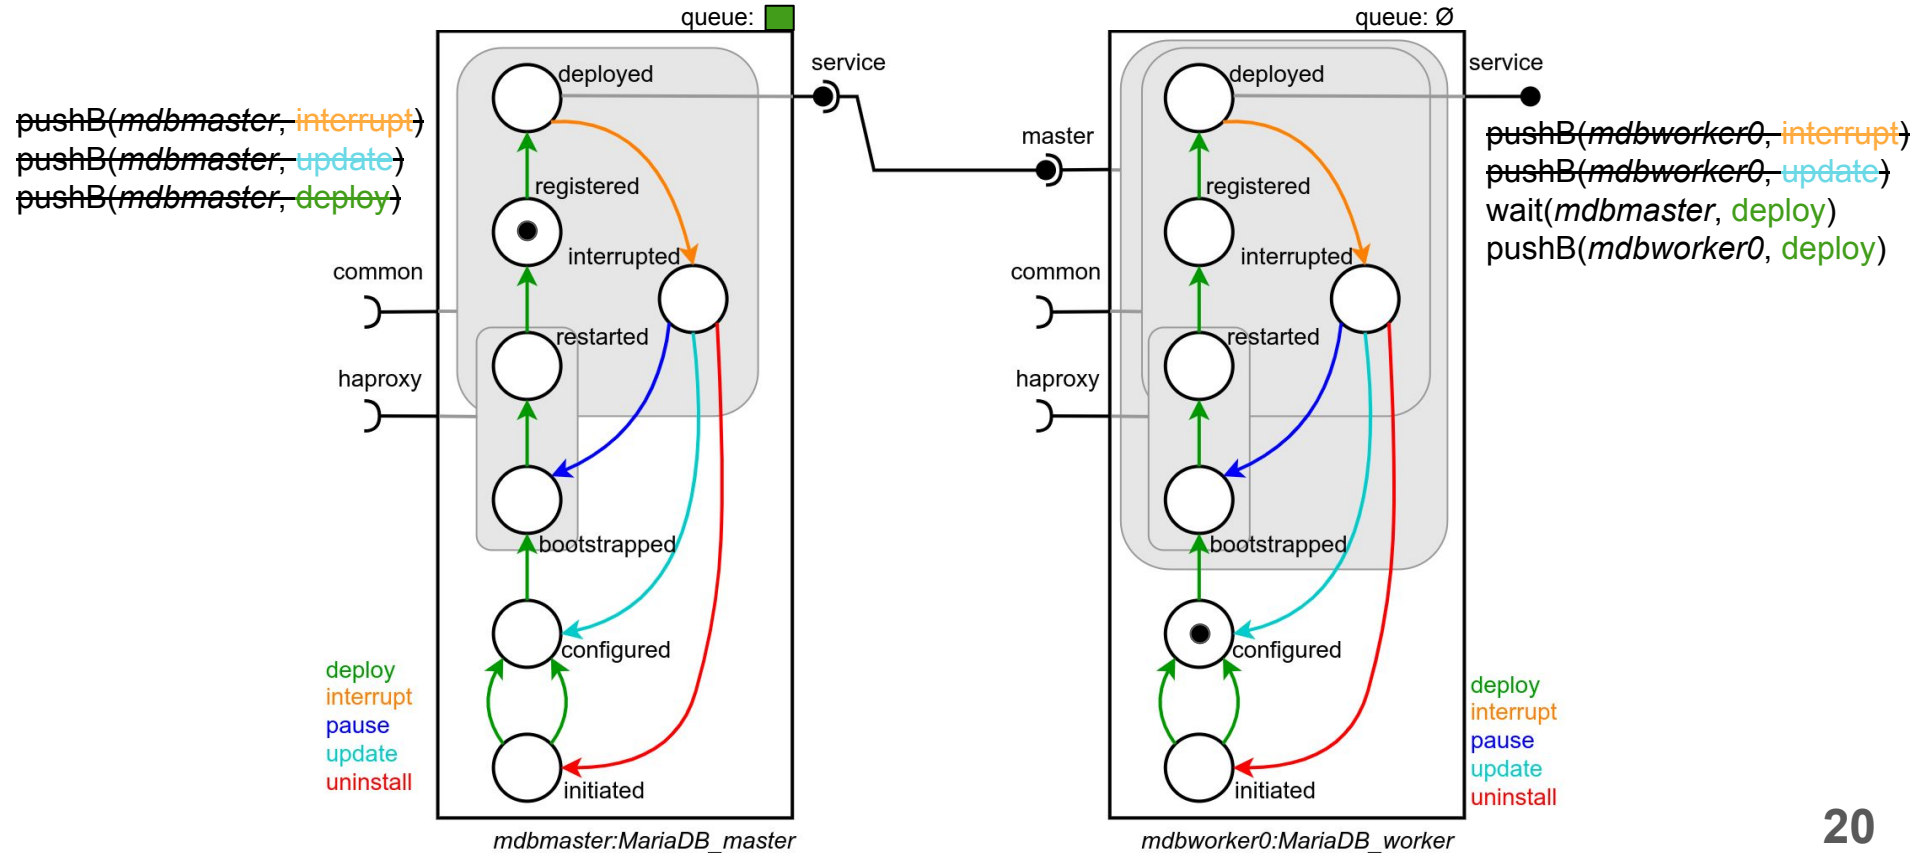 queue:
queue: Ø
pushB(mdbmaster, interrupt)
pushB(mdbmaster, update)
pushB(mdbmaster, deploy)
deployed
registered
interrupted
restarted
bootstrapped
configured
initiated
service
common
haproxy
deploy
interrupt
pause
update
uninstall
mdbmaster:MariaDB_master
master
common
haproxy
deployed
registered
interrupted
restarted
bootstrapped
configured
initiated
service
pushB(mdbworker0, interrupt)
pushB(mdbworker0, update)
wait(mdbmaster, deploy)
pushB(mdbworker0, deploy)
deploy
interrupt
pause
update
uninstall
mdbworker0:MariaDB_worker
20